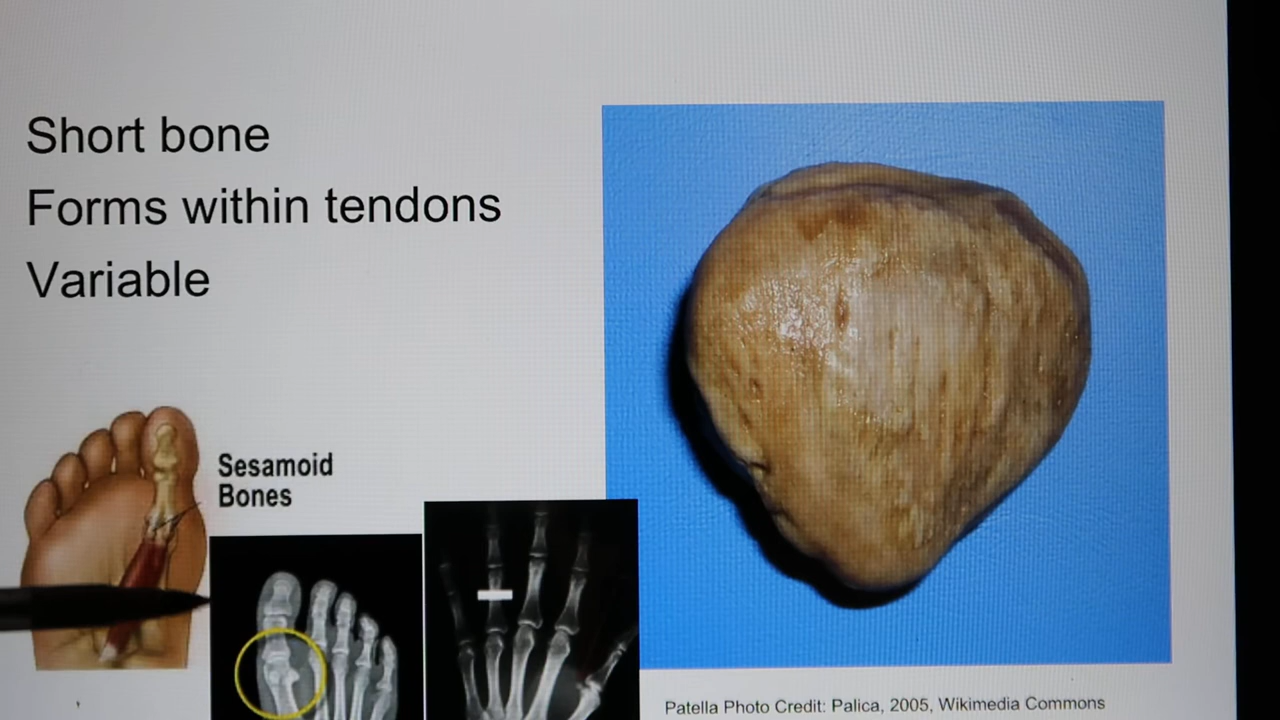 Short bone
Forms within tendons
Variable
Sesamoid
Bones
Patella Photo Credit: Palica, 2005, Wikimedia Commons